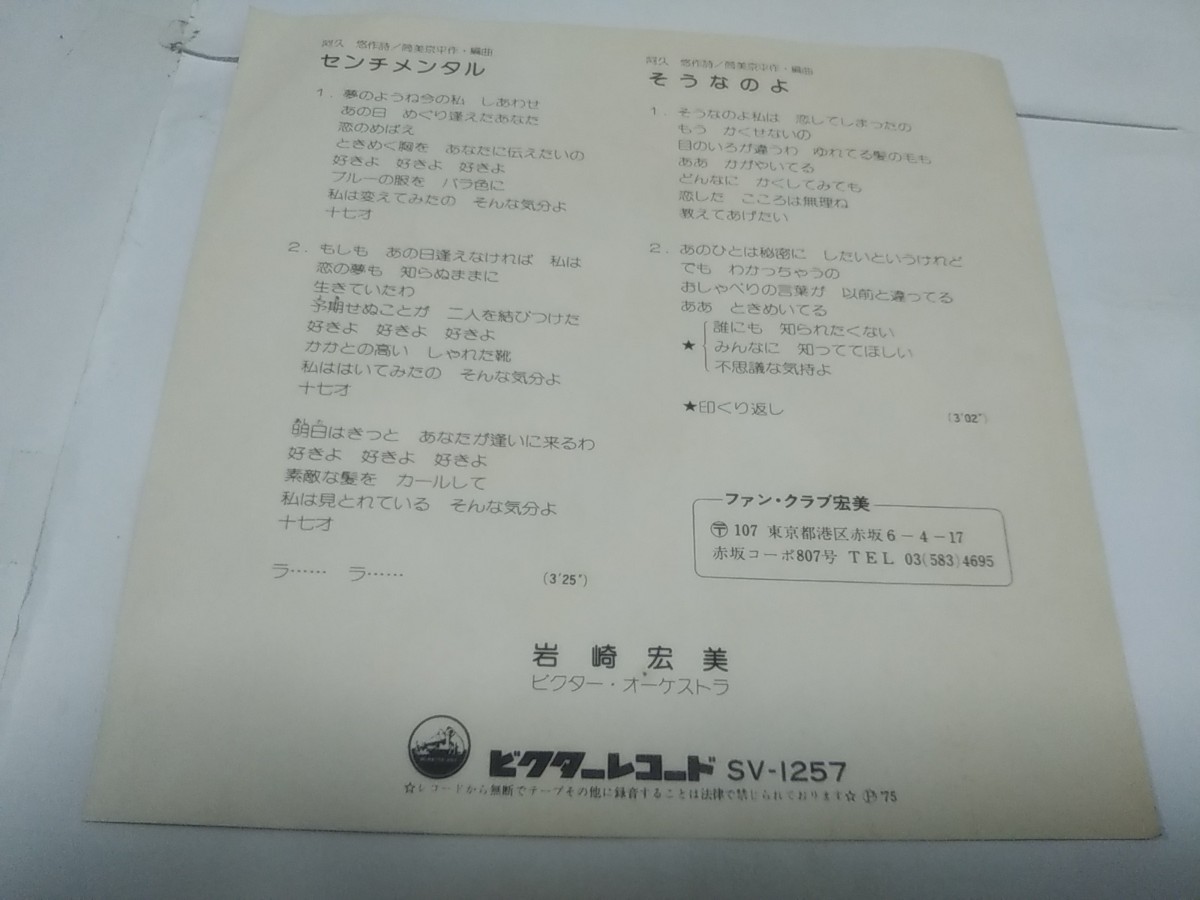 阿久 悠作詩/筒美京平作・編曲
センチメンタル
1. 夢のようね今の私 しあわせ
あの日 めぐり逢えたあなた
恋のめばえ
ときめく胸を あなたに伝えたいの
好きよ 好きよ 好きよ
ブルーの服を バラ色に
私は変えてみたの そんな気分よ
十七才
2. もしも あの日逢えなければ 私は
恋の夢も 知らぬままに
生きていたわ
予期せぬことが 二人を結びつけた
好きよ 好きよ 好きよ
かかとの高い しゃれた靴
私ははいてみたの そんな気分よ
十七才
明日はきっと あなたが逢いに来るわ
好きよ 好きよ 好きよ
素敵な髪を カールして
私は見とれている そんな気分よ
十七才
ラ…… ラ……
(3'25")
阿久 悠作詩/筒美京平作・編曲
そうなのよ
1. そうなのよ私は 恋してしまったの
もう かくせないの
目のいろが違うわ ゆれてる髪の毛も
ああ かがやいてる
どんなに かくしてみても
恋した こころは無理ね
教えてあげたい
2. あのひとは秘密に したいというけれど
でも わかっちゃうの
おしゃべりの言葉が 以前と違ってる
ああ ときめいてる
誰にも 知られたくない
★ みんなに 知っててほしい
不思議な気持よ
★印くり返し
(3'02")
ファン・クラブ宏美
〒107 東京都港区赤坂6-4-17
赤坂コーポ807号 TEL 03(583)4695
岩崎宏美
ビクター・オーケストラ
ビクターレコード SV-1257
☆レコードから無断でテープその他に録音することは法律で禁じられております☆ Ⓟ'75